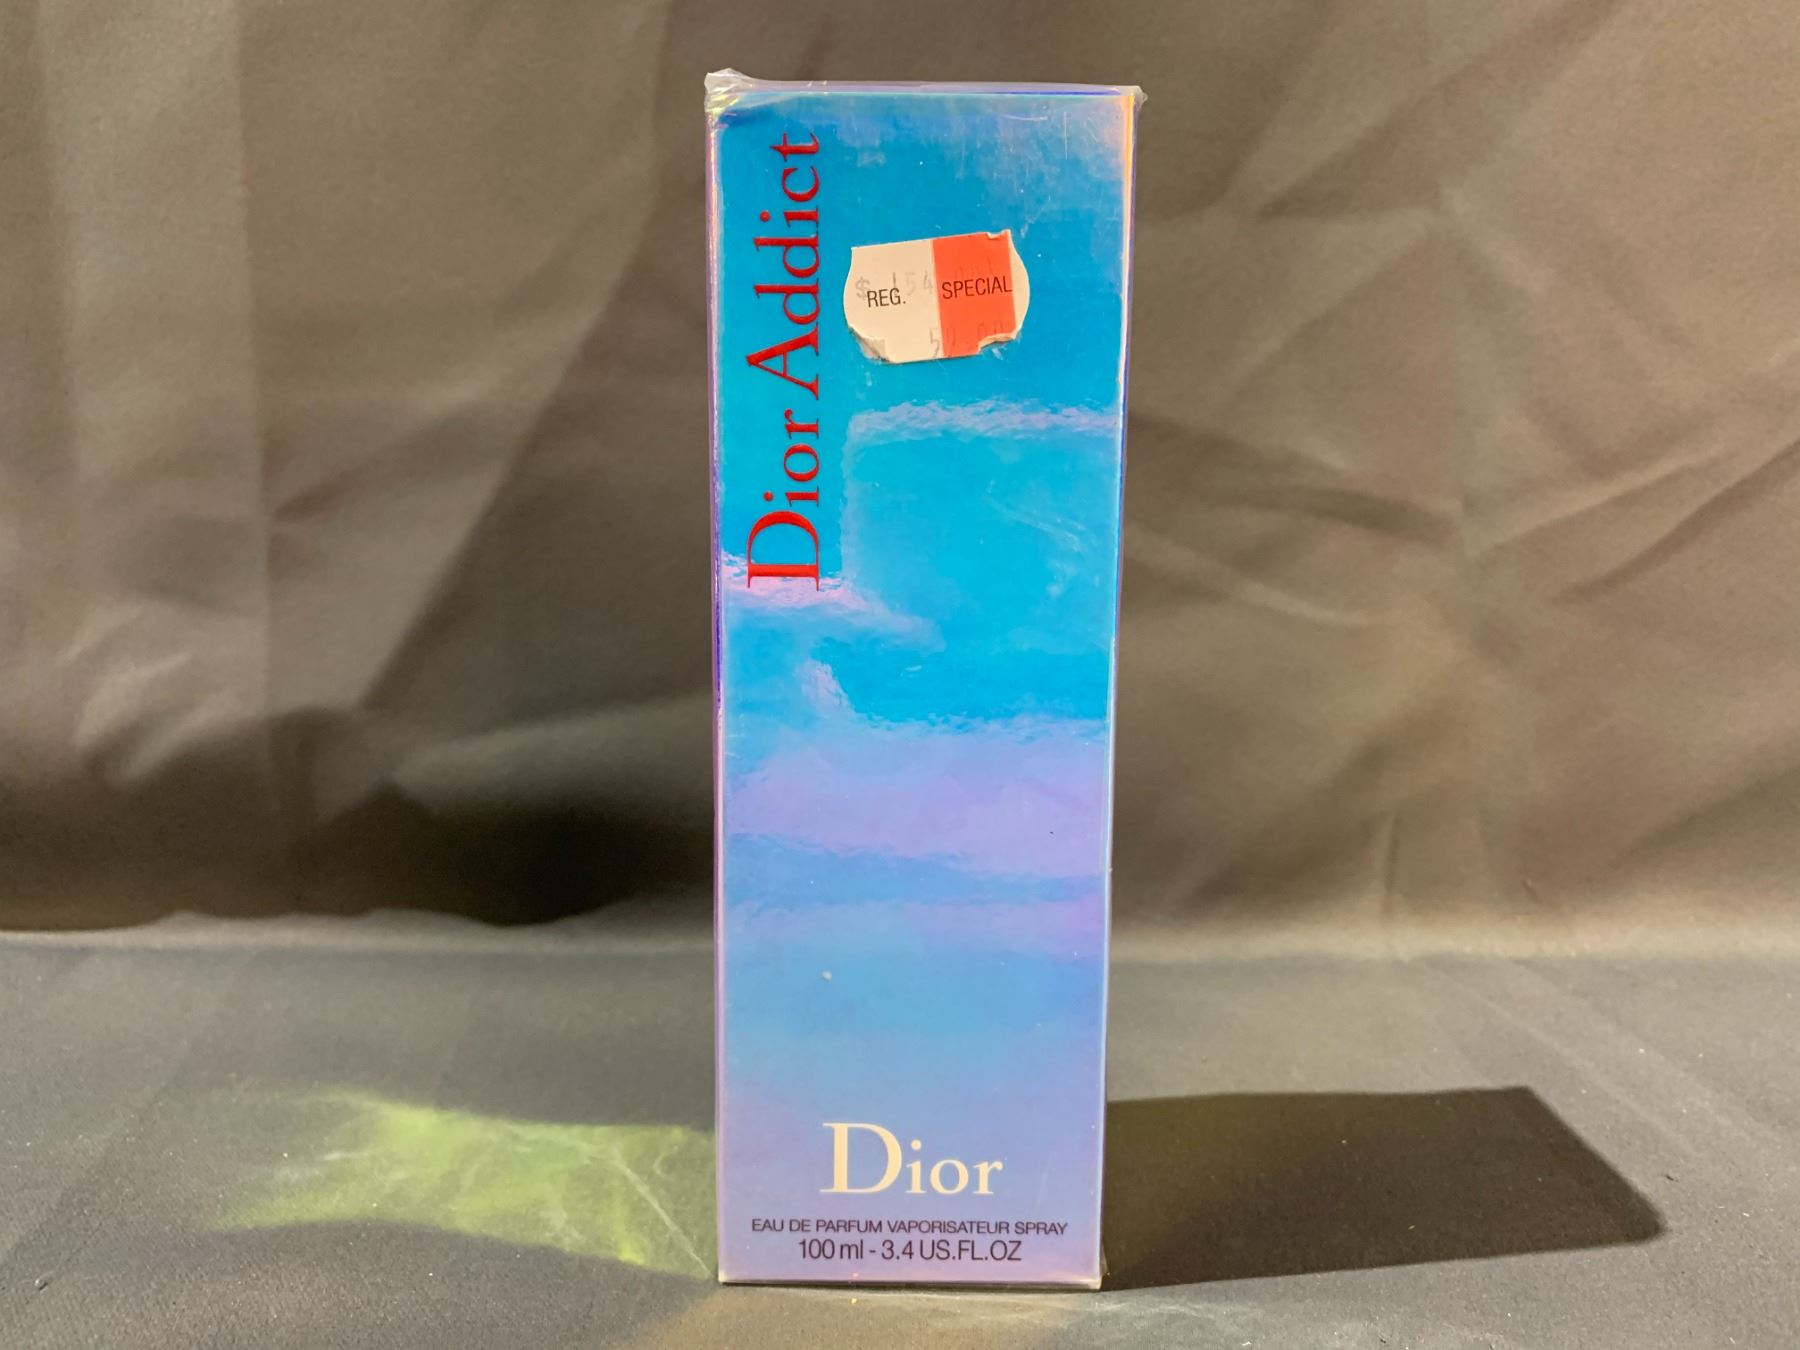 Dior Addict
REG. SPECIAL
Dior
EAU DE PARFUM VAPORISATEUR SPRAY
100 ml - 3.4 US.FL.OZ